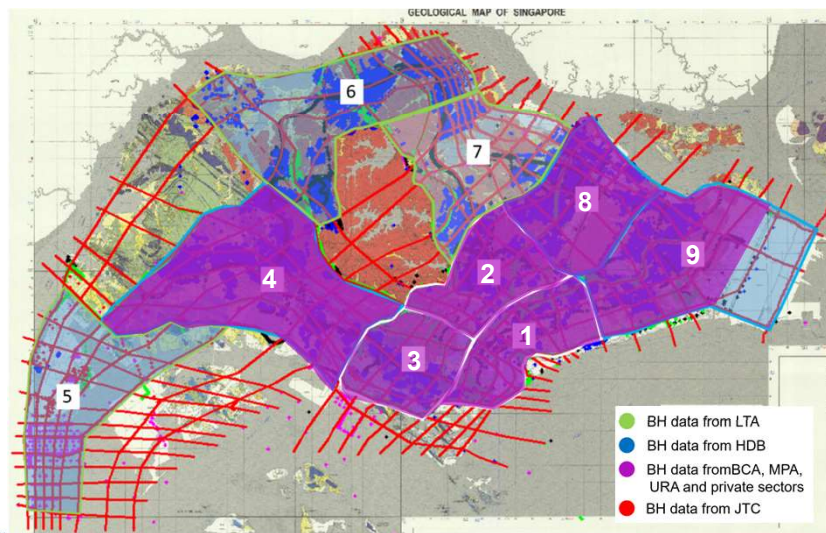 GEOLOGICAL MAP OF SINGAPORE
6
7
8
9
2
4
1
3
5
BH data from LTA
BH data from HDB
BH data fromBCA, MPA,
URA and private sectors
BH data from JTC